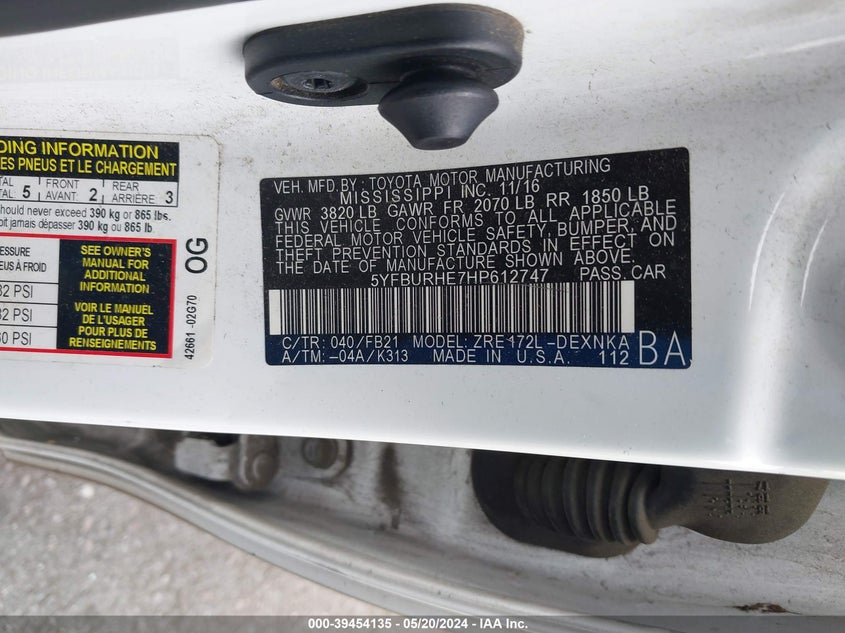 DING INFORMATION
ES PNEUS ET LE CHARGEMENT
TAL 5 FRONT AVANT: 2 REAR ARRIÈRE 3
hould never exceed 390 kg or 865 lbs.
oit jamais dépasser 390 kg ou 865 lb.
ESSURE
EUS À FROID
32 PSI
32 PSI
60 PSI
SEE OWNER'S
MANUAL FOR
ADDITIONAL
INFORMATION
VOIR LE MANUEL
DE L'USAGER
POUR PLUS DE
RENSEIGNEMENTS
OG
42661 -02G70
VEH. MFD BY: TOYOTA MOTOR MANUFACTURING
MISSISSIPPI INC. 11/16
GVWR 3820 LB GAWR FR 2070 LB RR 1850 LB
THIS VEHICLE CONFORMS TO ALL APPLICABLE
FEDERAL MOTOR VEHICLE SAFETY, BUMPER, AND
THEFT PREVENTION STANDARDS IN EFFECT ON
THE DATE OF MANUFACTURE SHOWN ABOVE.
5YFBURHE7HP612747 PASS.CAR
C/TR: 040/FB21 MODEL: ZRE172L-DEXNKA
A/TM: -04A/K313 MADE IN U.S.A. 112 BA
000-39454135 - 05/20/2024 - IAA Inc.